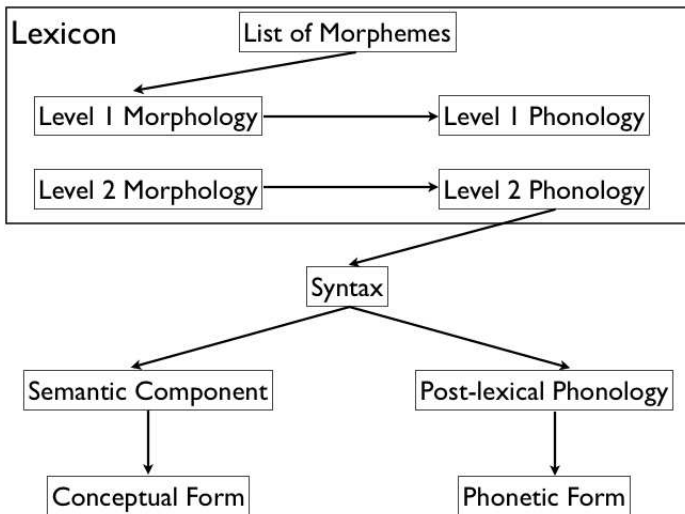 Lexicon
List of Morphemes
Level 1 Morphology
Level 1 Phonology
Level 2 Morphology
Level 2 Phonology
Syntax
Semantic Component
Post-lexical Phonology
Conceptual Form
Phonetic Form